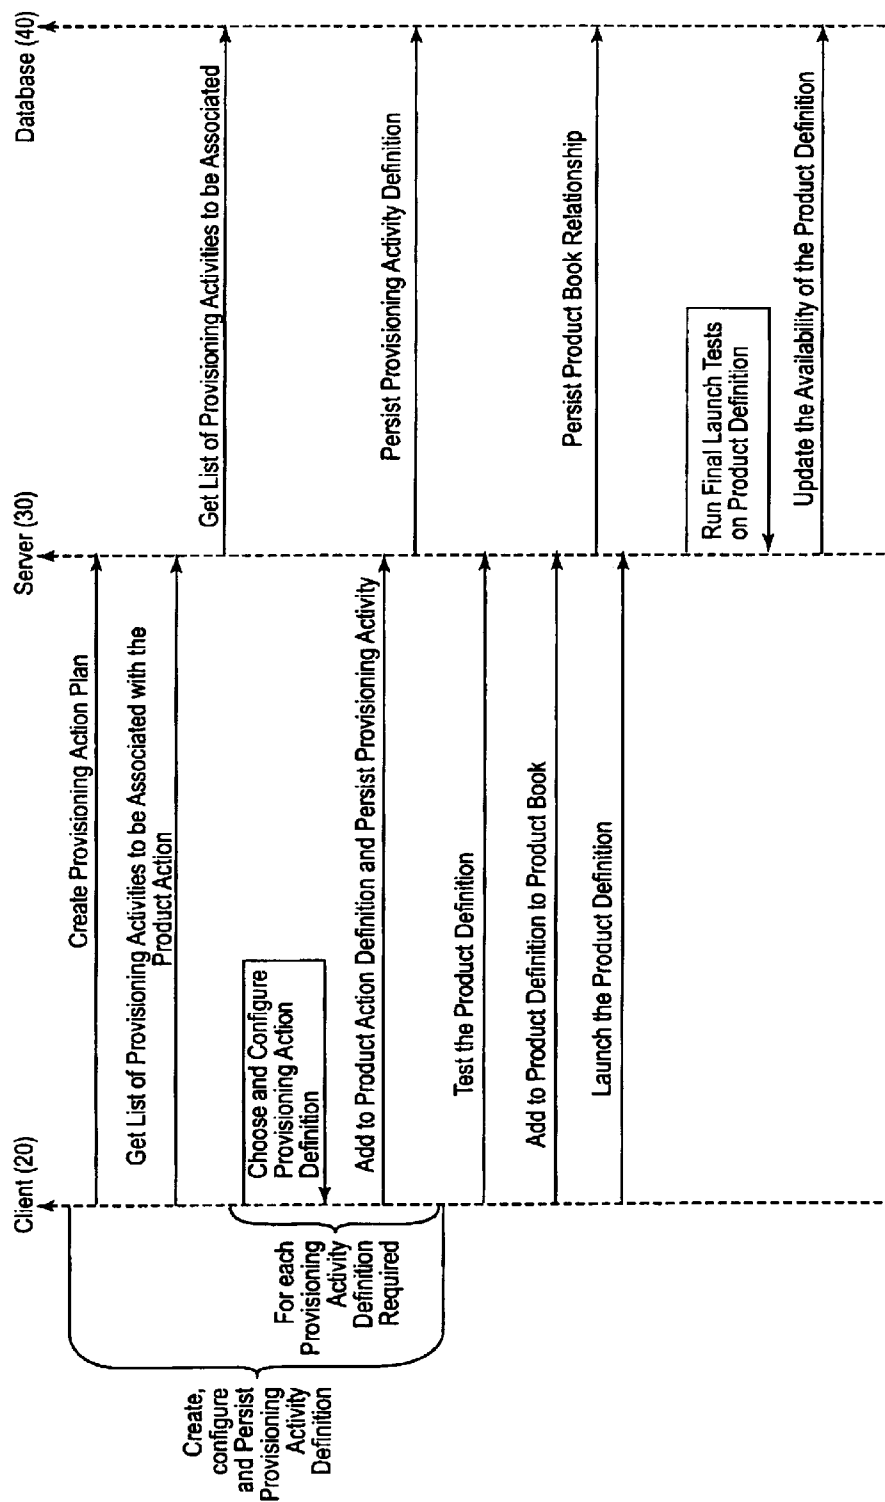 Client (20)
Server (30)
Database (40)
Create Provisioning Action Plan
Get List of Provisioning Activities to be Associated with the
Product Action
Get List of Provisioning Activities to be Associated
Choose and Configure
Provisioning Action
Definition
Add to Product Action Definition and Persist Provisioning Activity
Persist Provisioning Activity Definition
For each
Provisioning
Activity
Definition
Required
Create,
configure
and Persist
Provisioning
Activity
Definition
Test the Product Definition
Add to Product Definition to Product Book
Persist Product Book Relationship
Launch the Product Definition
Run Final Launch Tests
on Product Definition
Update the Availability of the Product Definition